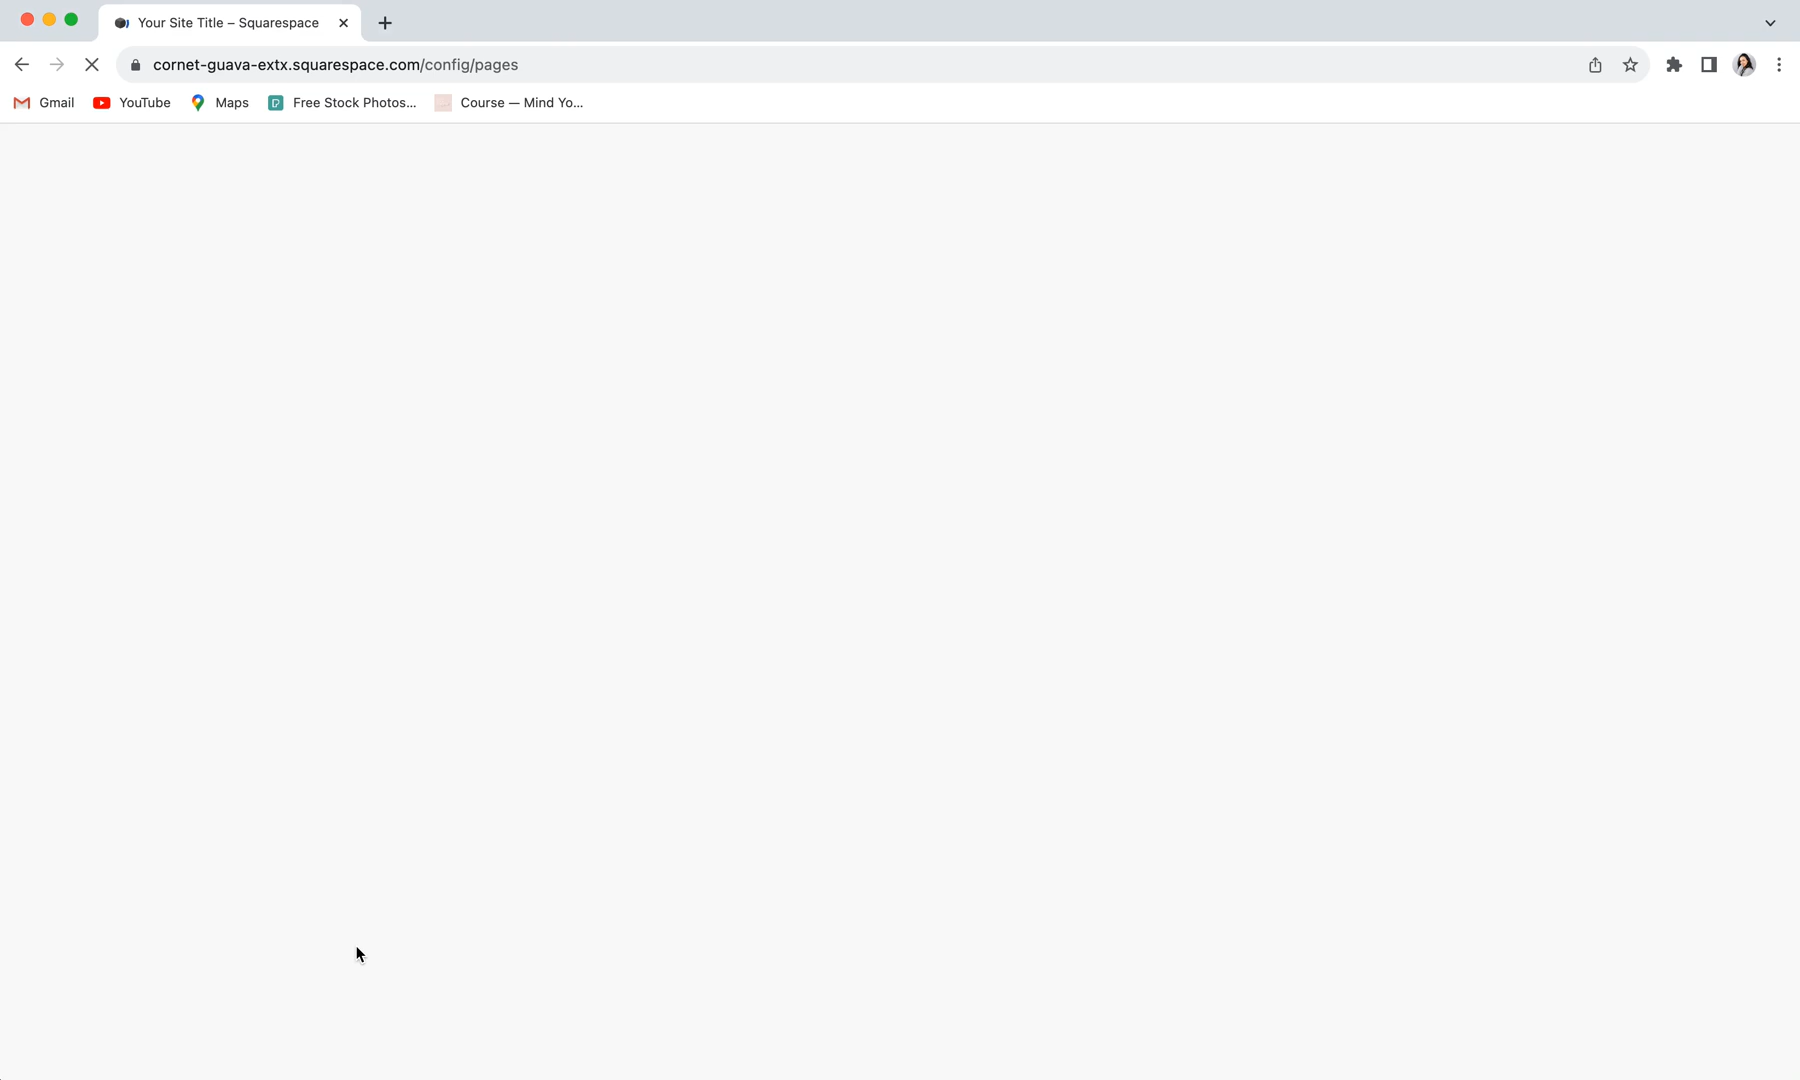 Your Site Title – Squarespace
cornet-guava-extx.squarespace.com/config/pages
Gmail YouTube Maps Free Stock Photos... Course — Mind Yo...